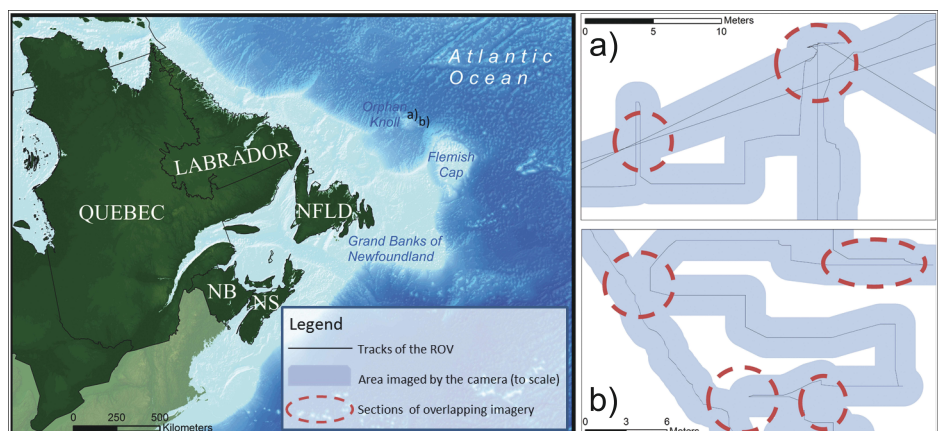 Atlantic
Ocean
Orphan
Knoll
a)
b)
Flemish
Cap
LABRADOR
QUEBEC
NFLD
Grand Banks of
Newfoundland
NB
NS
Legend
Tracks of the ROV
Area imaged by the camera (to scale)
Sections of overlapping imagery
0 250 500
Kilometers
Meters
0 5 10
a)
b)
0 3 6
Meters